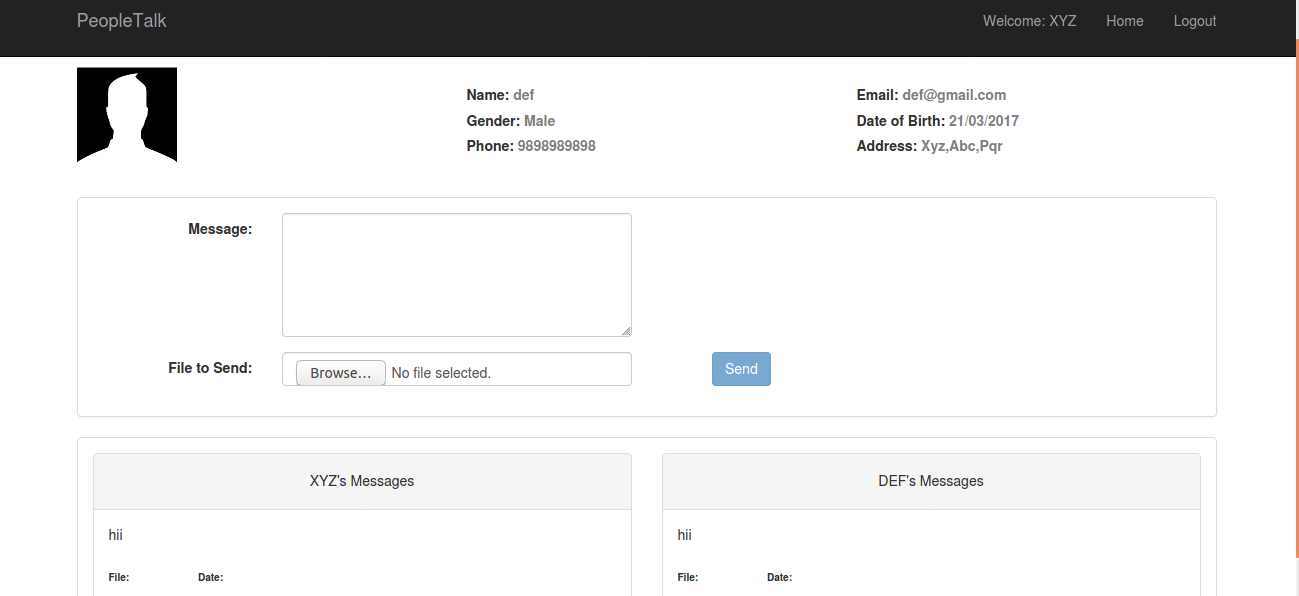 PeopleTalk Welcome: XYZ Home Logout
Name: def Email: def@gmail.com
Gender: Male Date of Birth: 21/03/2017
Phone: 9898989898 Address: Xyz,Abc,Pqr
Message:
File to Send: Browse... No file selected. Send
XYZ's Messages DEF's Messages
hii hii
File: Date: File: Date: